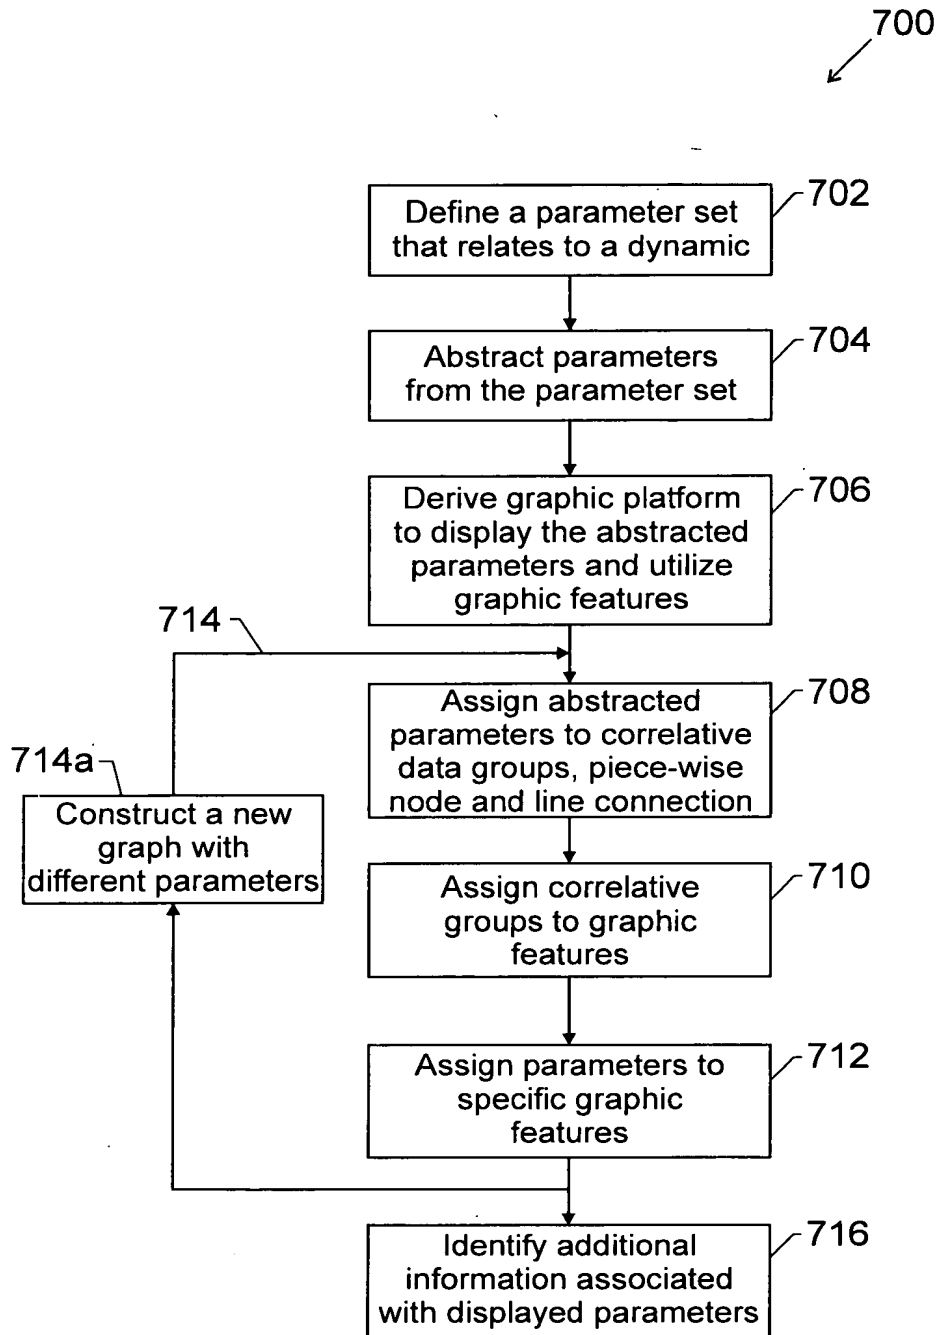 700
702
Define a parameter set
that relates to a dynamic
704
Abstract parameters
from the parameter set
706
Derive graphic platform
to display the abstracted
parameters and utilize
graphic features
714
708
Assign abstracted
parameters to correlative
data groups, piece-wise
node and line connection
714a
Construct a new
graph with
different parameters
710
Assign correlative
groups to graphic
features
712
Assign parameters to
specific graphic
features
716
Identify additional
information associated
with displayed parameters